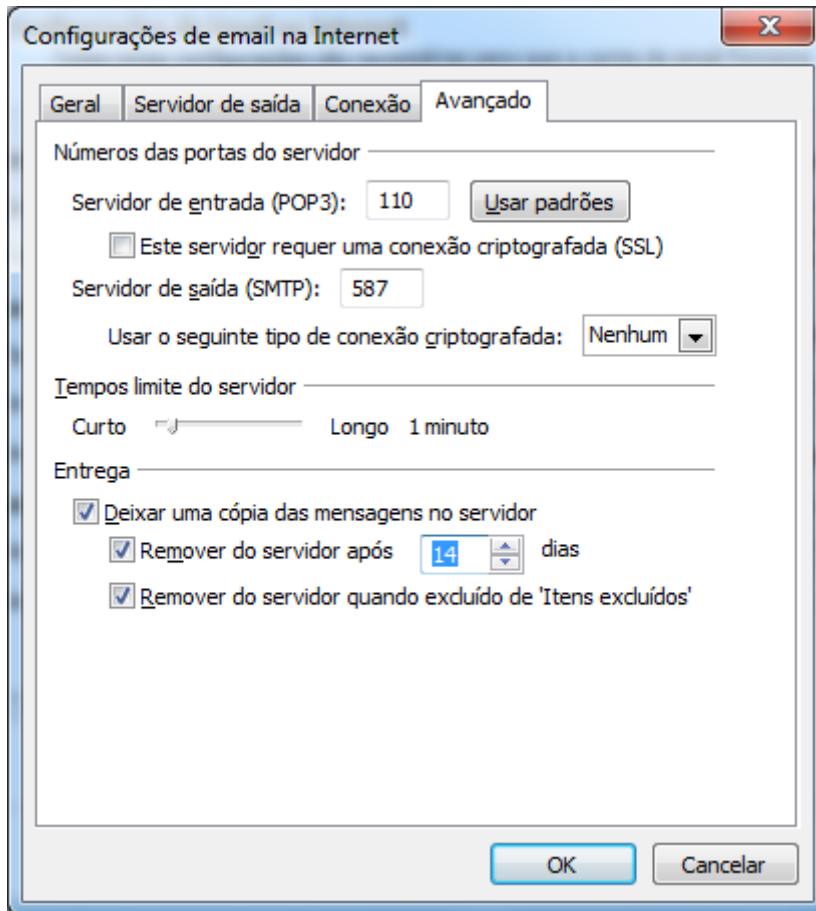 Configurações de email na Internet
Geral Servidor de saída Conexão Avançado
Números das portas do servidor
Servidor de entrada (POP3): 110 Usar padrões
Este servidor requer uma conexão criptografada (SSL)
Servidor de saída (SMTP): 587
Usar o seguinte tipo de conexão criptografada: Nenhum
Tempos limite do servidor
Curto Longo 1 minuto
Entrega
Deixar uma cópia das mensagens no servidor
Remover do servidor após 14 dias
Remover do servidor quando excluído de 'Itens excluídos'
OK Cancelar